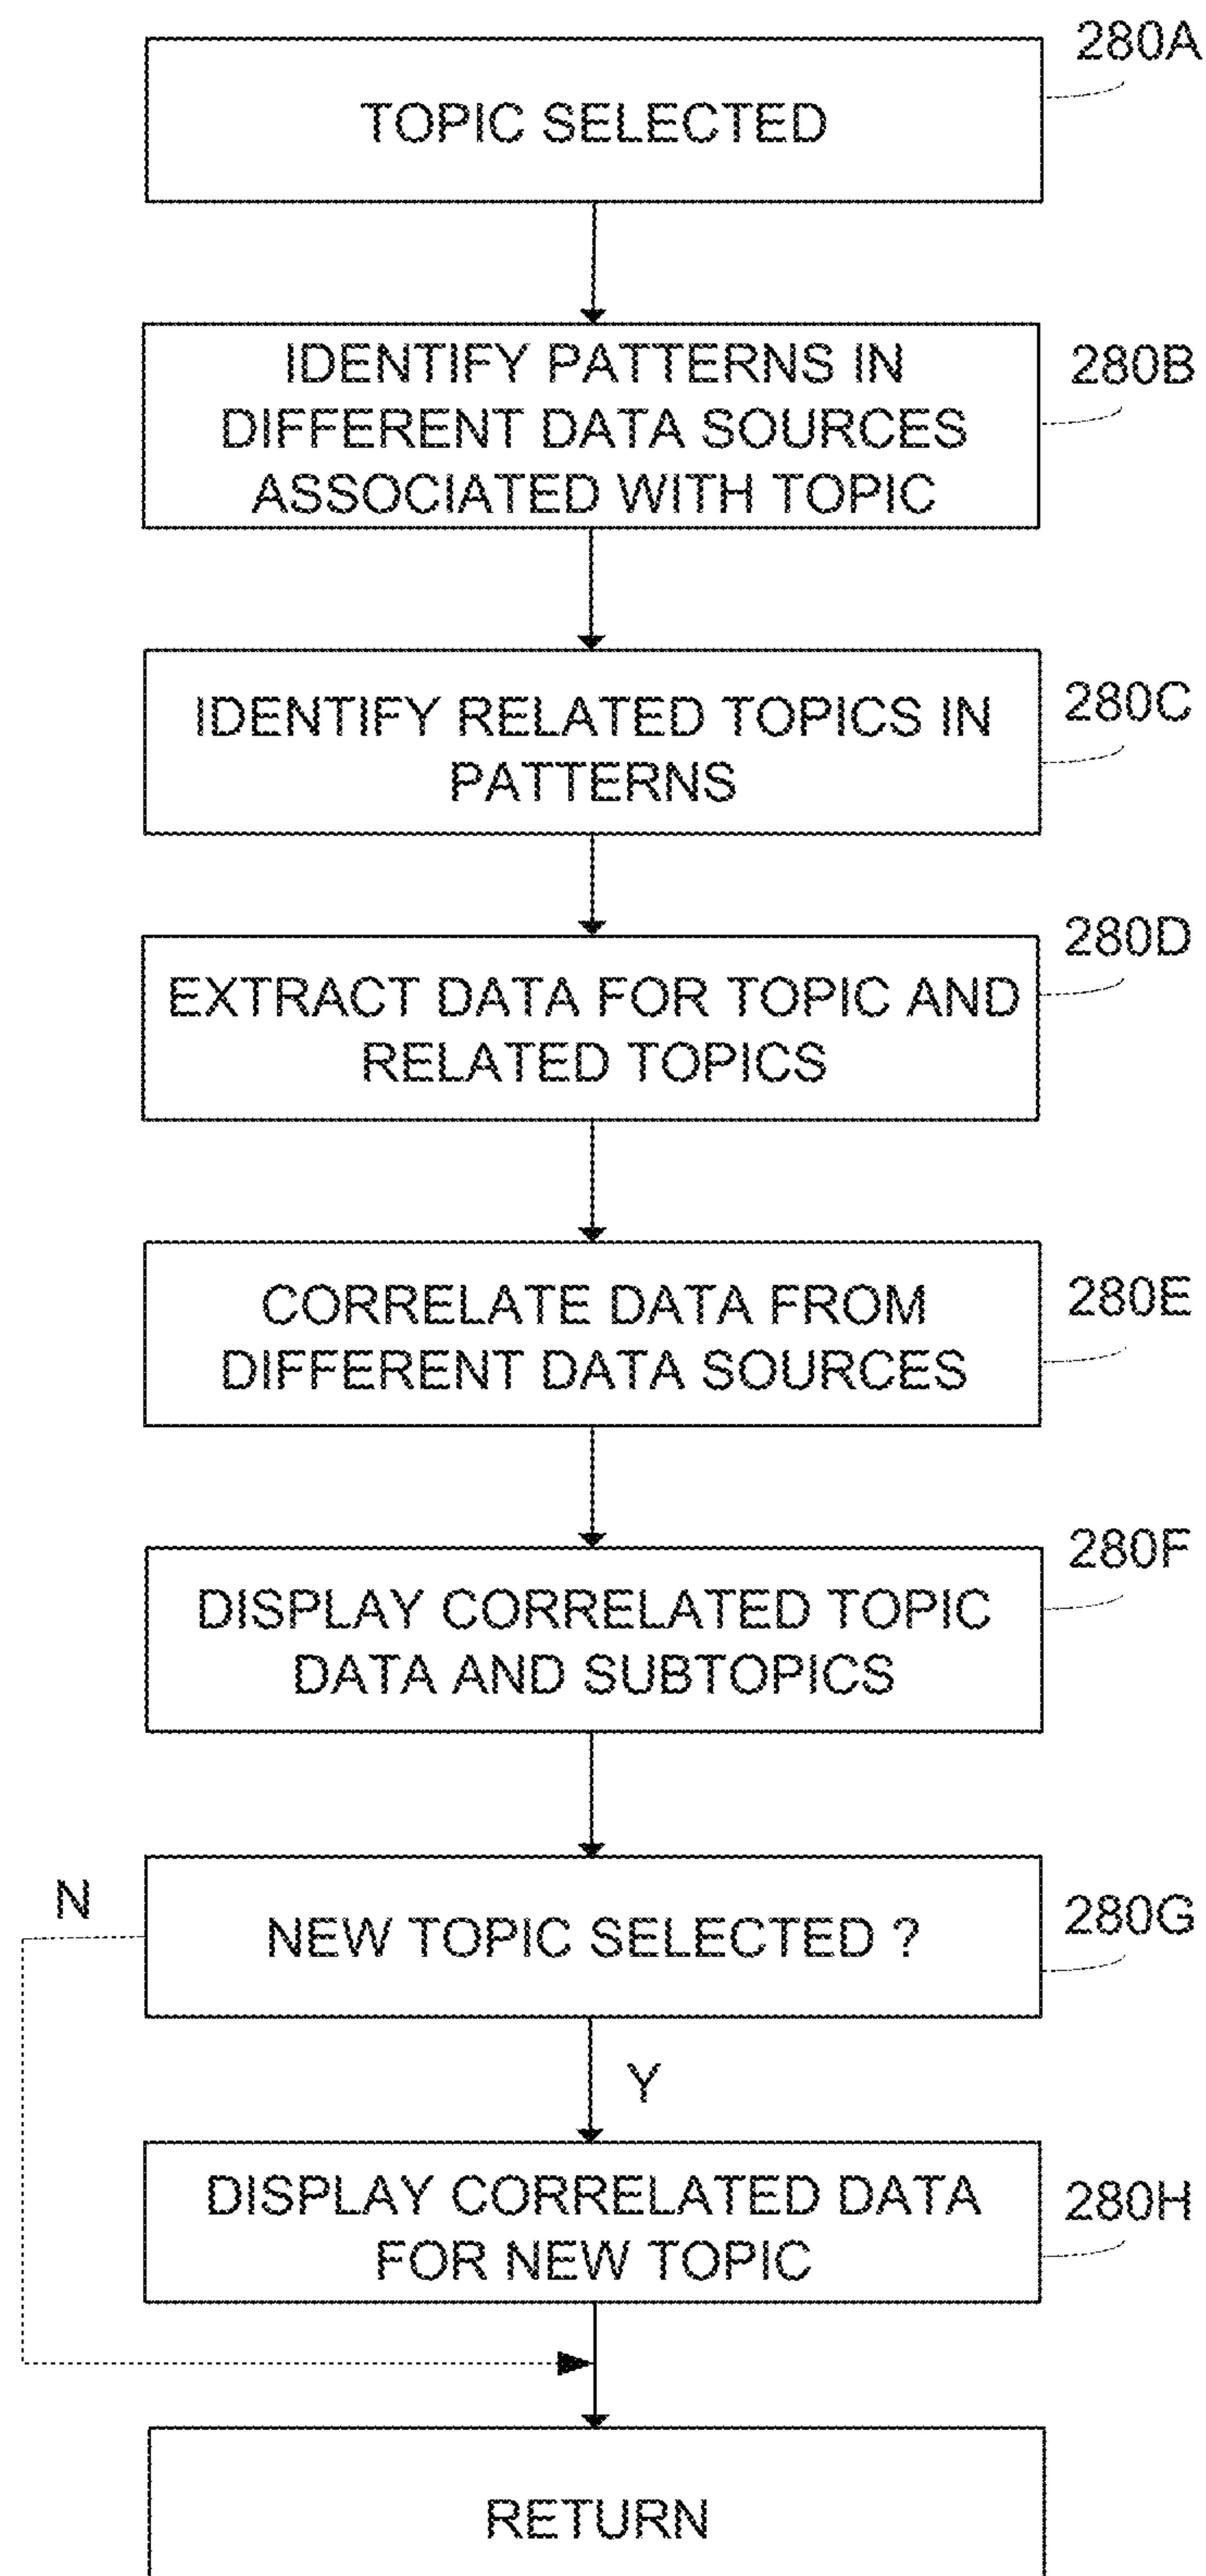 280A
TOPIC SELECTED
IDENTIFY PATTERNS IN
DIFFERENT DATA SOURCES
ASSOCIATED WITH TOPIC
280B
IDENTIFY RELATED TOPICS IN
PATTERNS
280C
EXTRACT DATA FOR TOPIC AND
RELATED TOPICS
280D
CORRELATE DATA FROM
DIFFERENT DATA SOURCES
280E
DISPLAY CORRELATED TOPIC
DATA AND SUBTOPICS
280F
N
NEW TOPIC SELECTED ?
280G
Y
DISPLAY CORRELATED DATA
FOR NEW TOPIC
280H
RETURN